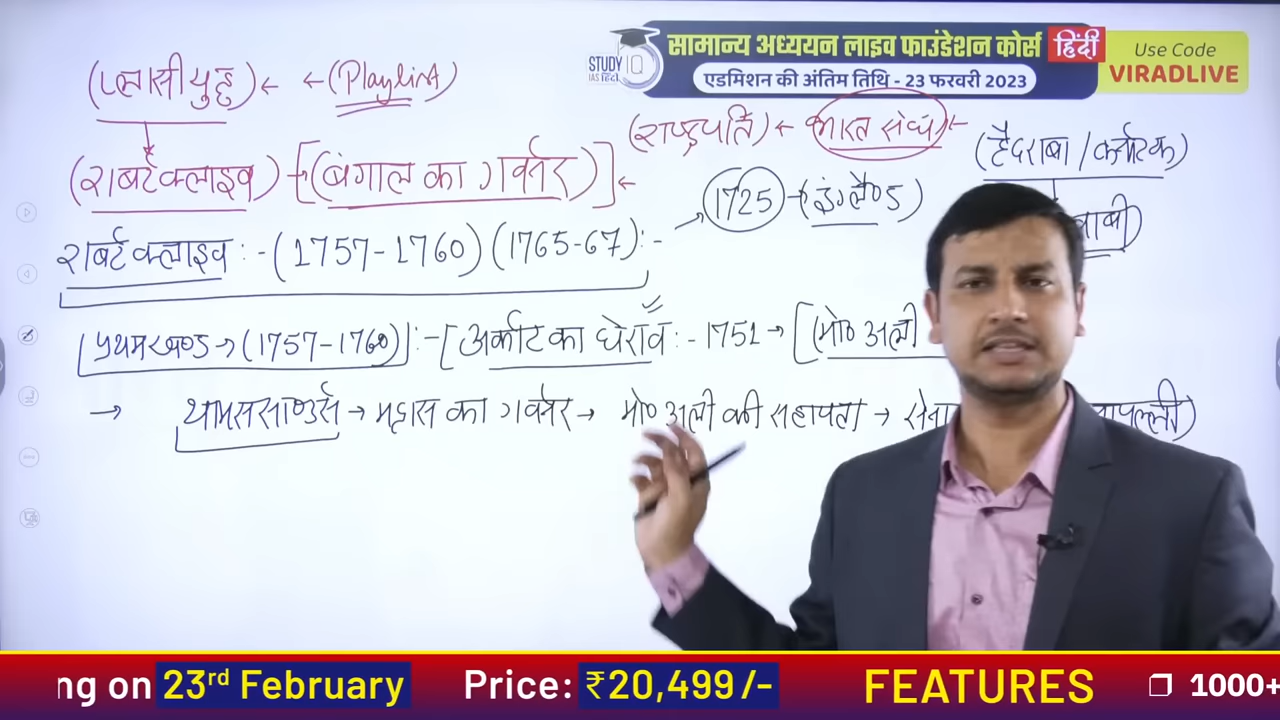 STUDY IQ
IAS हिंदी
सामान्य अध्ययन लाइव फाउंडेशन कोर्स हिंदी
एडमिशन की अंतिम तिथि - 23 फरवरी 2023
Use Code
VIRADLIVE
(प्लासी युद्ध) ← ← (Playlist)
(राष्ट्रपति) ← भारत संघ ←
(हैदराबा / कर्नाटक)
(राबर्ट क्लाइव) → [(बंगाल का गवर्नर)] ←
1725 → (इंग्लैण्ड)
राबर्ट क्लाइव : - (1757-1760) (1765-67) : -
[प्रथम खण्ड → (1757-1760)] : - [अर्काट का घेराव : - 1751 → [(मो० अली
→ थामस साण्डर्स → मद्रास का गवर्नर → मो० अली की सहायता → सेना
ng on 23rd February Price: ₹20,499/- FEATURES 1000+